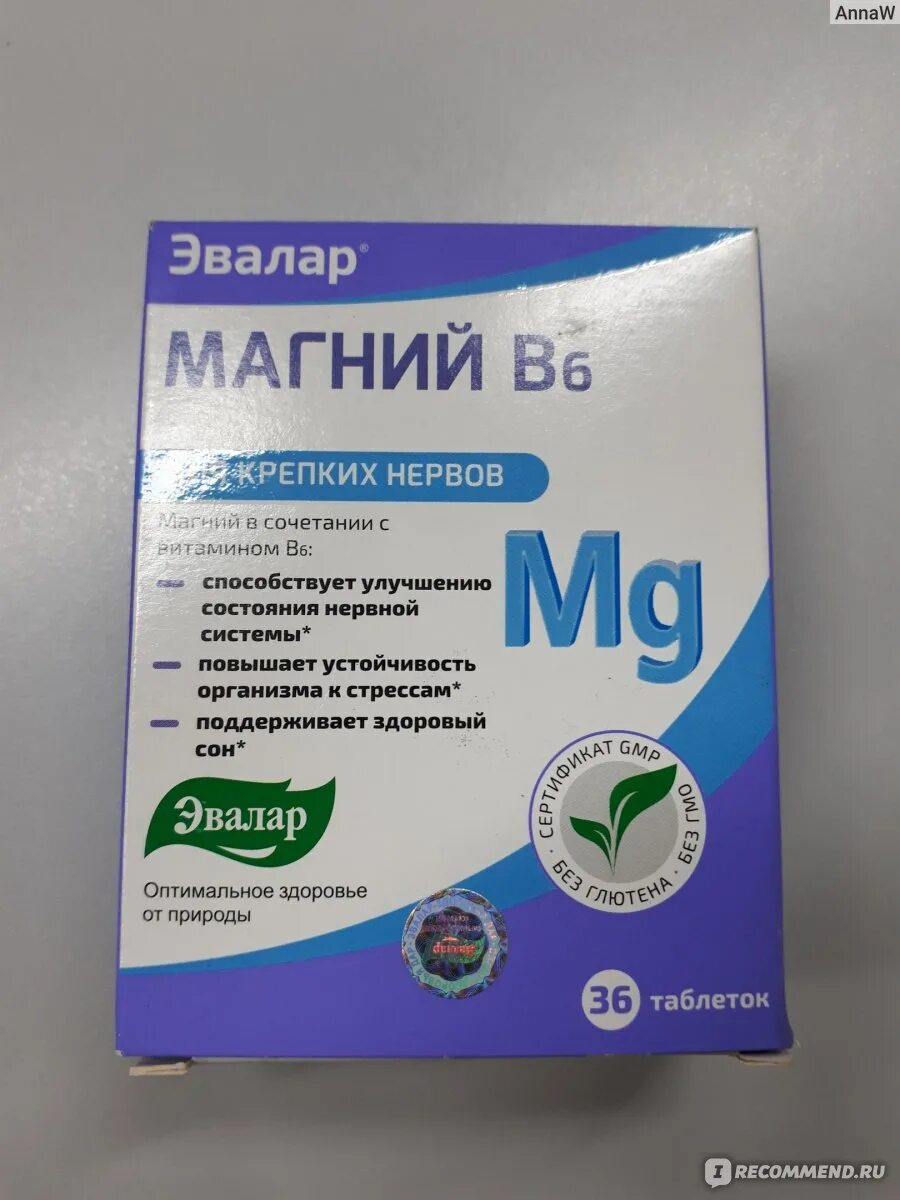 AnnaW
Эвалар®
МАГНИЙ В6
КРЕПКИХ НЕРВОВ
Магний в сочетании с
витамином В6:
способствует улучшению
состояния нервной
системы*
повышает устойчивость
организма к стрессам*
поддерживает здоровый
сон*
Mg
СЕРТИФИКАТ GMP · БЕЗ ГМО · БЕЗ ГЛЮТЕНА ·
Эвалар
Оптимальное здоровье
от природы
36 таблеток
IRECOMMEND.RU